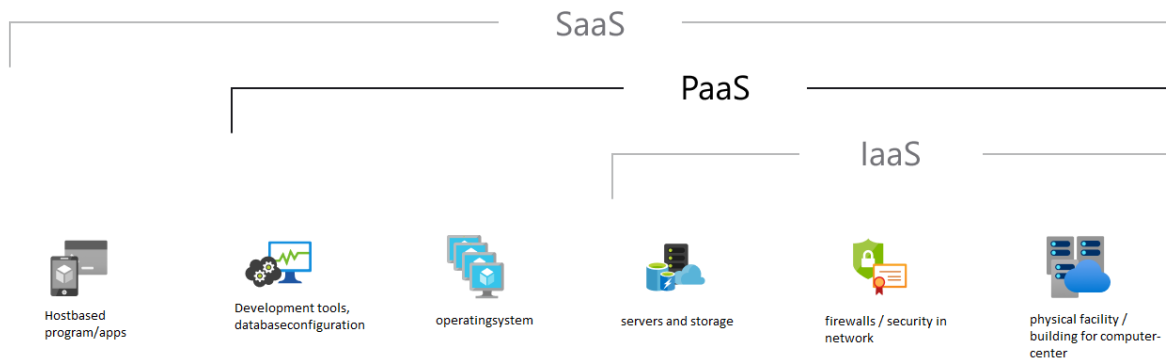 SaaS
PaaS
IaaS
Hostbased
program/apps
Development tools,
databaseconfiguration
operatingsystem
servers and storage
firewalls / security in
network
physical facility /
building for computer-
center